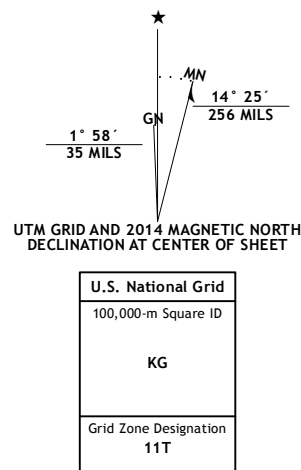 ★
MN
GN
1° 58´
35 MILS
14° 25´
256 MILS
UTM GRID AND 2014 MAGNETIC NORTH
DECLINATION AT CENTER OF SHEET
U.S. National Grid
100,000-m Square ID
KG
Grid Zone Designation
11T